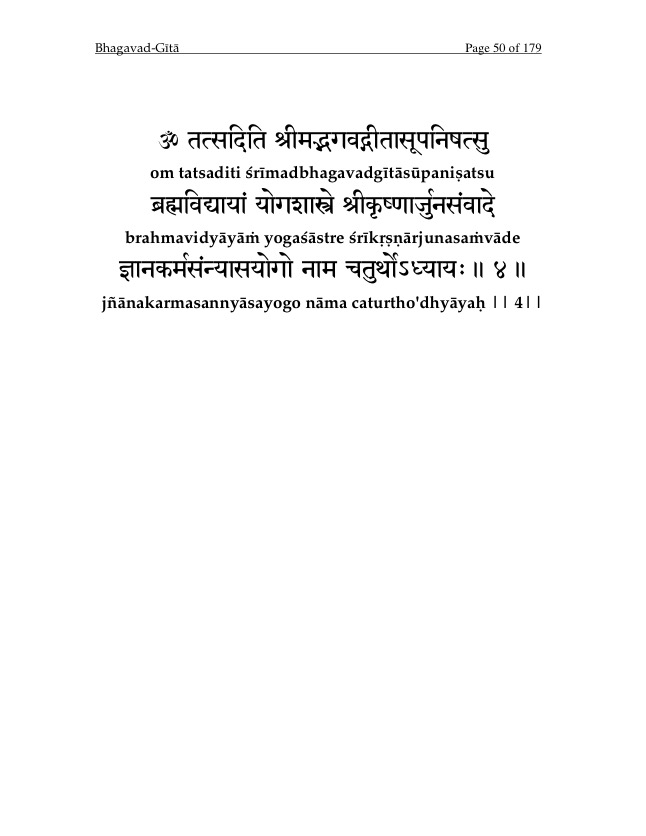 Bhagavad-Gītā Page 50 of 179
ॐ तत्सदिति श्रीमद्भगवद्गीतासूपनिषत्सु
om tatsaditi śrīmadbhagavadgītāsūpaniṣatsu
ब्रह्मविद्यायां योगशास्त्रे श्रीकृष्णार्जुनसंवादे
brahmavidyāyāṁ yogaśāstre śrīkṛṣṇārjunasaṁvāde
ज्ञानकर्मसंन्यासयोगो नाम चतुर्थोऽध्यायः ॥ ४ ॥
jñānakarmasannyāsayogo nāma caturtho'dhyāyaḥ || 4||